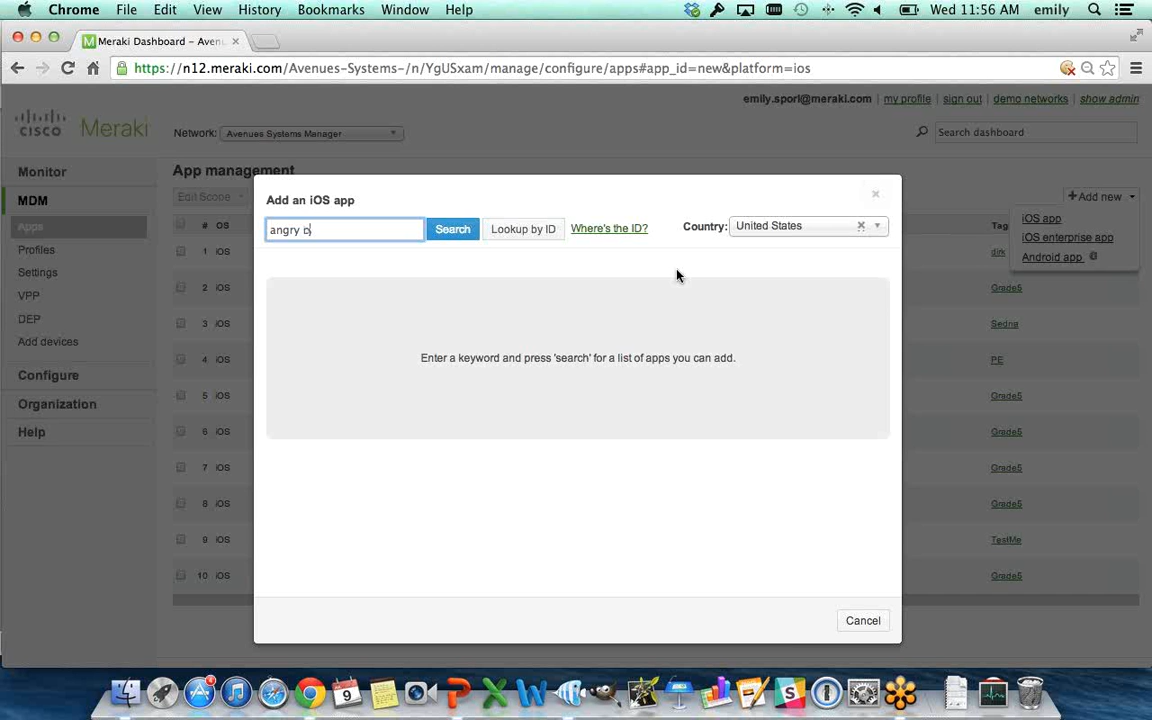 Chrome File Edit View History Bookmarks Window Help Wed 11:56 AM emily
Meraki Dashboard – Avenu
https://n12.meraki.com/Avenues-Systems-/n/YgUSxam/manage/configure/apps#app_id=new&platform=ios
emily.sporl@meraki.com my profile sign out demo networks show admin
CISCO Meraki Network: Avenues Systems Manager Search dashboard
Monitor
App management
MDM
Edit Scope
Add an iOS app
+ Add new
Apps
# OS
angry
Search
Lookup by ID
Where's the ID?
Country: United States
Tag
iOS app
iOS enterprise app
Android app
Profiles
Settings
VPP
DEP
Add devices
Configure
Organization
Help
1 iOS dirk
2 iOS Grade5
3 iOS Sedna
4 iOS PE
5 iOS Grade5
6 iOS Grade5
7 iOS Grade5
8 iOS Grade5
9 iOS TestMe
10 iOS Grade5
Enter a keyword and press 'search' for a list of apps you can add.
Cancel
9